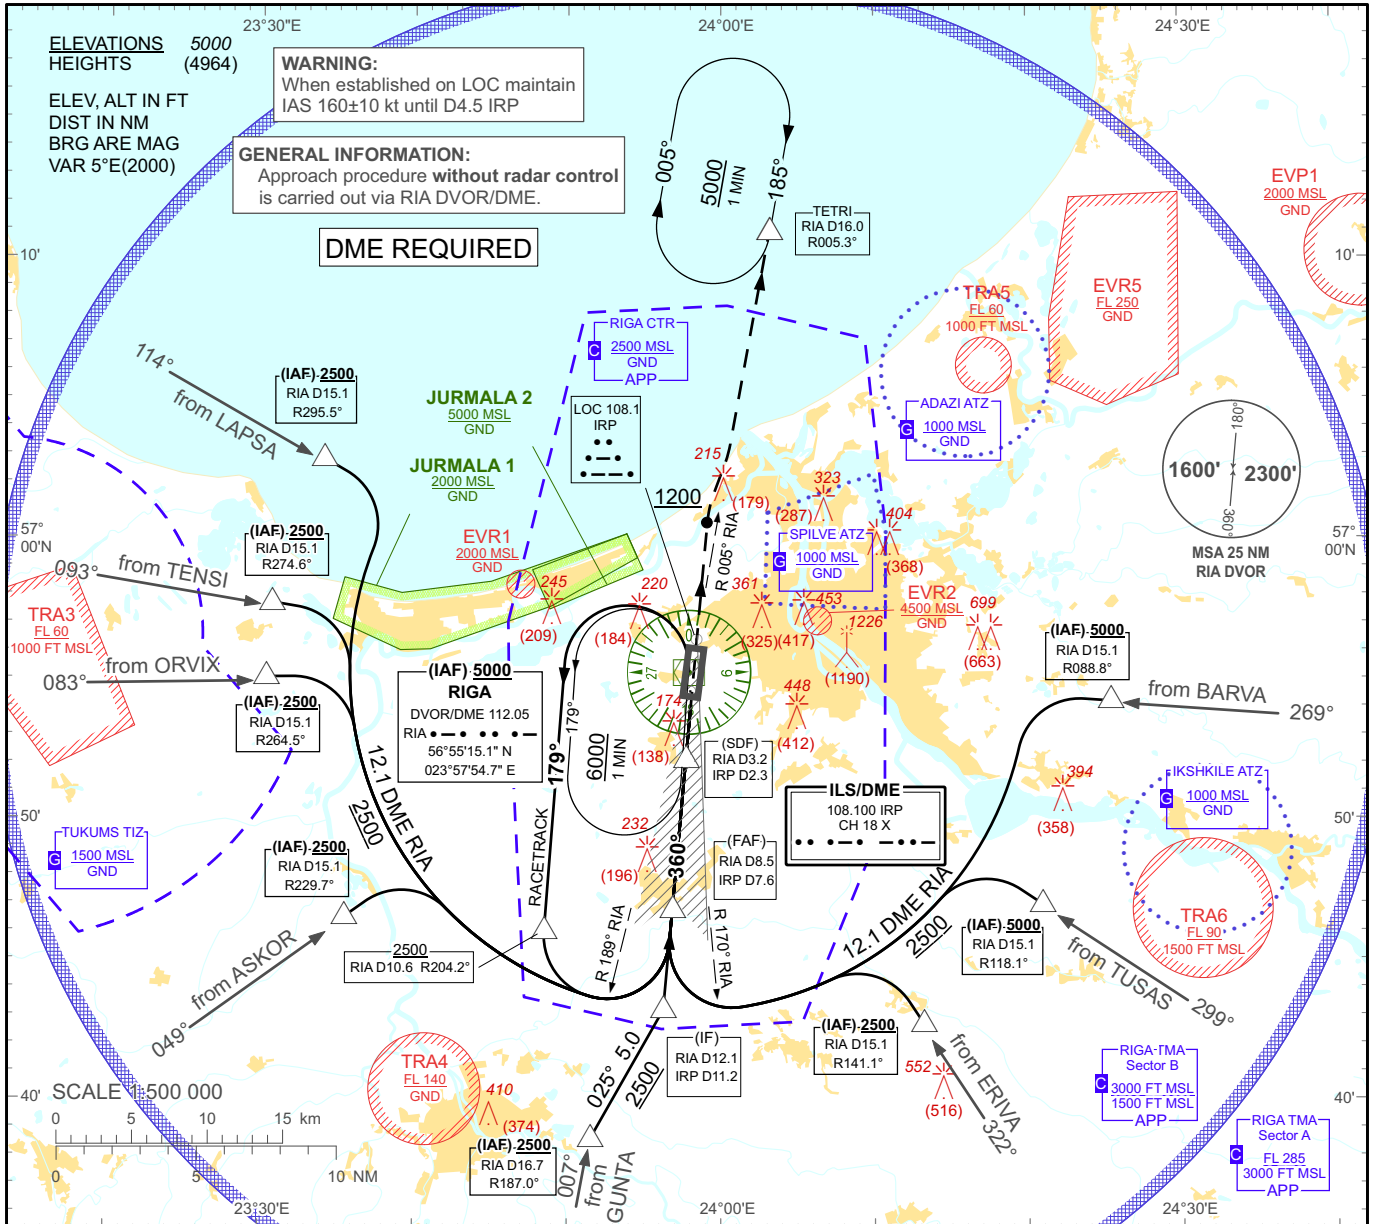 23°30'E
24°00'E
24°30'E
ELEVATIONS 5000
HEIGHTS (4964)
ELEV, ALT IN FT
DIST IN NM
BRG ARE MAG
VAR 5°E(2000)
WARNING:
When established on LOC maintain
IAS 160±10 kt until D4.5 IRP
GENERAL INFORMATION:
Approach procedure without radar control
is carried out via RIA DVOR/DME.
DME REQUIRED
005°
5000
1 MIN
185°
TETRI
RIA D16.0
R005.3°
EVP1
2000 MSL
GND
10'
10'
TRA5
FL 60
1000 FT MSL
EVR5
FL 250
GND
RIGA CTR
C
2500 MSL
GND
APP
114°
from LAPSA
(IAF) 2500
RIA D15.1
R295.5°
JURMALA 2
5000 MSL
GND
JURMALA 1
2000 MSL
GND
LOC 108.1
IRP
ADAZI ATZ
G
1000 MSL
GND
180°
1600'
2300'
360°
MSA 25 NM
RIA DVOR
215
(179)
1200
323
(287)
404
(368)
57°
00'N
57°
00'N
(IAF) 2500
RIA D15.1
R274.6°
EVR1
2000 MSL
GND
R 005° RIA
SPILVE ATZ
G
1000 MSL
GND
093°
from TENSI
245
(209)
220
(184)
361
(325)
453
(417)
EVR2
4500 MSL
GND
1226
(1190)
699
(663)
TRA3
FL 60
1000 FT MSL
(IAF) 5000
RIA D15.1
R088.8°
from ORVIX
083°
0
27
9
(IAF) 5000
RIGA
DVOR/DME 112.05
RIA
56°55'15.1" N
023°57'54.7" E
179°
179°
6000
1 MIN
174
(138)
448
(412)
from BARVA
269°
(IAF) 2500
RIA D15.1
R264.5°
(SDF)
RIA D3.2
IRP D2.3
12.1 DME RIA
2500
394
(358)
IKSHKILE ATZ
G
1000 MSL
GND
ILS/DME
108.100 IRP
CH 18 X
50'
50'
TUKUMS TIZ
G
1500 MSL
GND
232
(196)
(FAF)
RIA D8.5
IRP D7.6
(IAF) 2500
RIA D15.1
R229.7°
RACETRACK
360°
12.1 DME RIA
2500
TRA6
FL 90
1500 FT MSL
(IAF) 5000
RIA D15.1
R118.1°
2500
RIA D10.6 R204.2°
R 189° RIA
R 170° RIA
from ASKOR
049°
from TUSAS
299°
(IAF) 2500
RIA D15.1
R141.1°
(IF)
RIA D12.1
IRP D11.2
025° 5.0
2500
from ERIVA
322°
552
(516)
TRA4
FL 140
GND
410
(374)
RIGA TMA
Sector B
C
3000 FT MSL
1500 FT MSL
APP
40'
40'
SCALE 1:500 000
0 5 10 15 km
0 5 10 NM
(IAF) 2500
RIA D16.7
R187.0°
007°
from
GUNTA
RIGA TMA
Sector A
C
FL 285
3000 FT MSL
APP
23°30'E
24°00'E
24°30'E